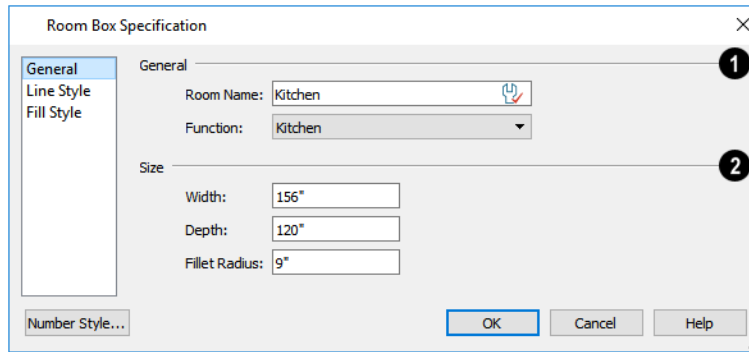 Room Box Specification
General
Line Style
Fill Style
General
1
Room Name: Kitchen
Function: Kitchen
Size
2
Width: 156"
Depth: 120"
Fillet Radius: 9"
Number Style...
OK
Cancel
Help